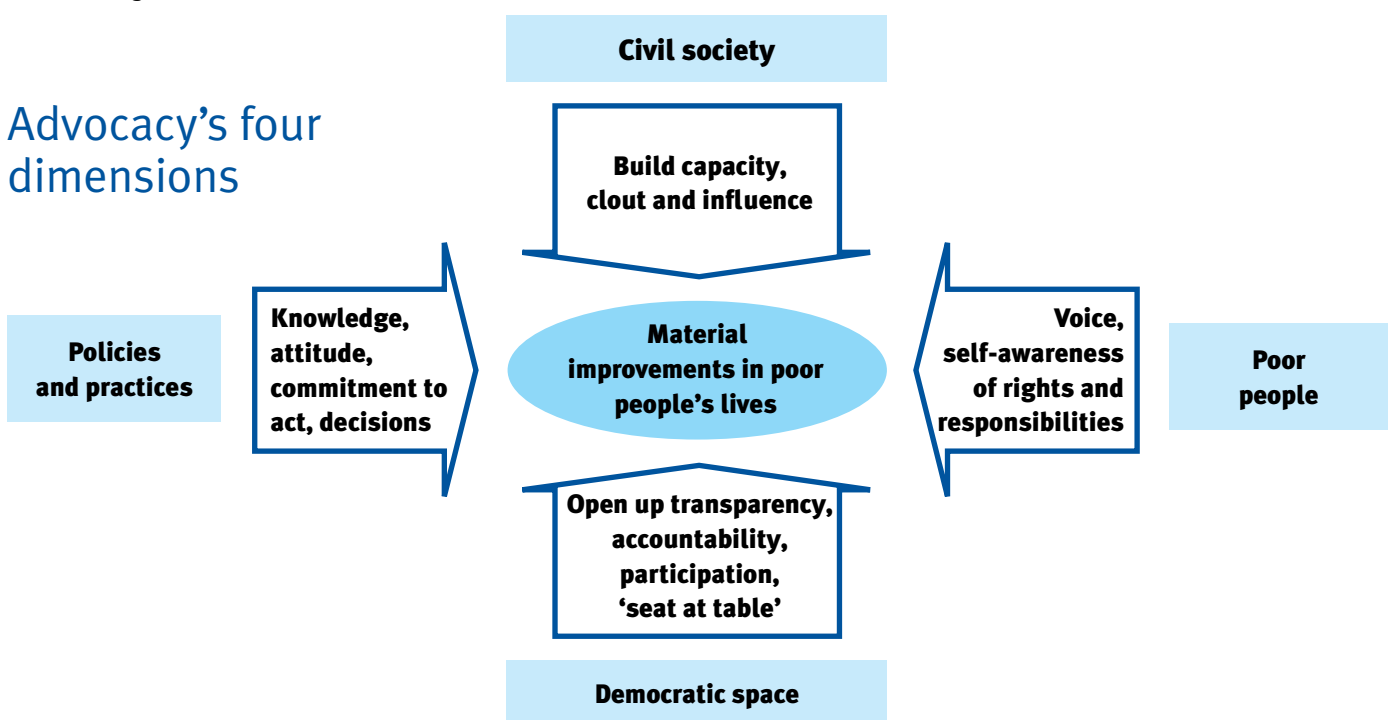 Civil society
Advocacy’s four
dimensions
Build capacity,
clout and influence
Policies
and practices
Knowledge,
attitude,
commitment to
act, decisions
Material
improvements in poor
people’s lives
Voice,
self-awareness
of rights and
responsibilities
Poor
people
Open up transparency,
accountability,
participation,
‘seat at table’
Democratic space